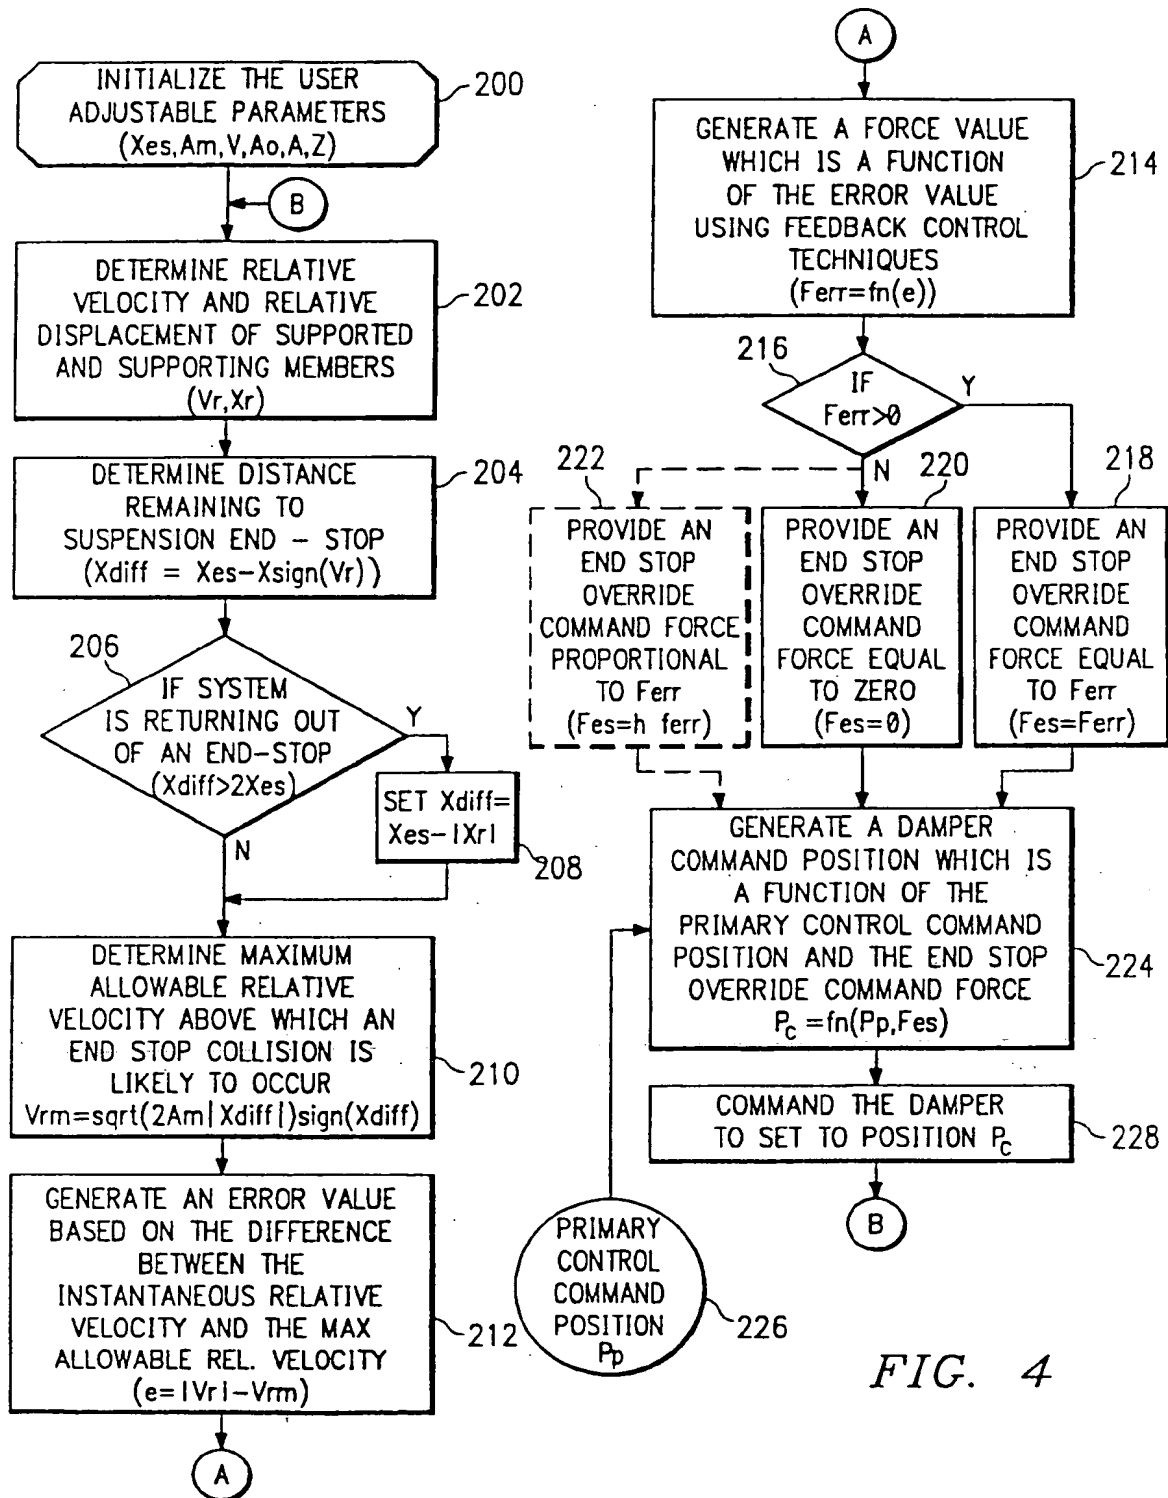 INITIALIZE THE USER
ADJUSTABLE PARAMETERS
(Xes,Am,V,Ao,A,Z)
200
B
DETERMINE RELATIVE
VELOCITY AND RELATIVE
DISPLACEMENT OF SUPPORTED
AND SUPPORTING MEMBERS
(Vr,Xr)
202
DETERMINE DISTANCE
REMAINING TO
SUSPENSION END - STOP
(Xdiff = Xes-Xsign(Vr))
204
206
IF SYSTEM
IS RETURNING OUT
OF AN END-STOP
(Xdiff>2Xes)
Y
N
SET Xdiff=
Xes-|Xr|
208
DETERMINE MAXIMUM
ALLOWABLE RELATIVE
VELOCITY ABOVE WHICH AN
END STOP COLLISION IS
LIKELY TO OCCUR
Vrm=sqrt(2Am|Xdiff|)sign(Xdiff)
210
GENERATE AN ERROR VALUE
BASED ON THE DIFFERENCE
BETWEEN THE
INSTANTANEOUS RELATIVE
VELOCITY AND THE MAX
ALLOWABLE REL. VELOCITY
(e=|Vr|-Vrm)
212
A
A
GENERATE A FORCE VALUE
WHICH IS A FUNCTION
OF THE ERROR VALUE
USING FEEDBACK CONTROL
TECHNIQUES
(Ferr=fn(e))
214
216
IF
Ferr>0
Y
N
222
PROVIDE AN
END STOP
OVERRIDE
COMMAND FORCE
PROPORTIONAL
TO Ferr
(Fes=h ferr)
220
PROVIDE AN
END STOP
OVERRIDE
COMMAND
FORCE EQUAL
TO ZERO
(Fes=0)
218
PROVIDE AN
END STOP
OVERRIDE
COMMAND
FORCE EQUAL
TO Ferr
(Fes=Ferr)
GENERATE A DAMPER
COMMAND POSITION WHICH IS
A FUNCTION OF THE
PRIMARY CONTROL COMMAND
POSITION AND THE END STOP
OVERRIDE COMMAND FORCE
Pc =fn(Pp,Fes)
224
COMMAND THE DAMPER
TO SET TO POSITION Pc
228
B
PRIMARY
CONTROL
COMMAND
POSITION
Pp
226
FIG. 4